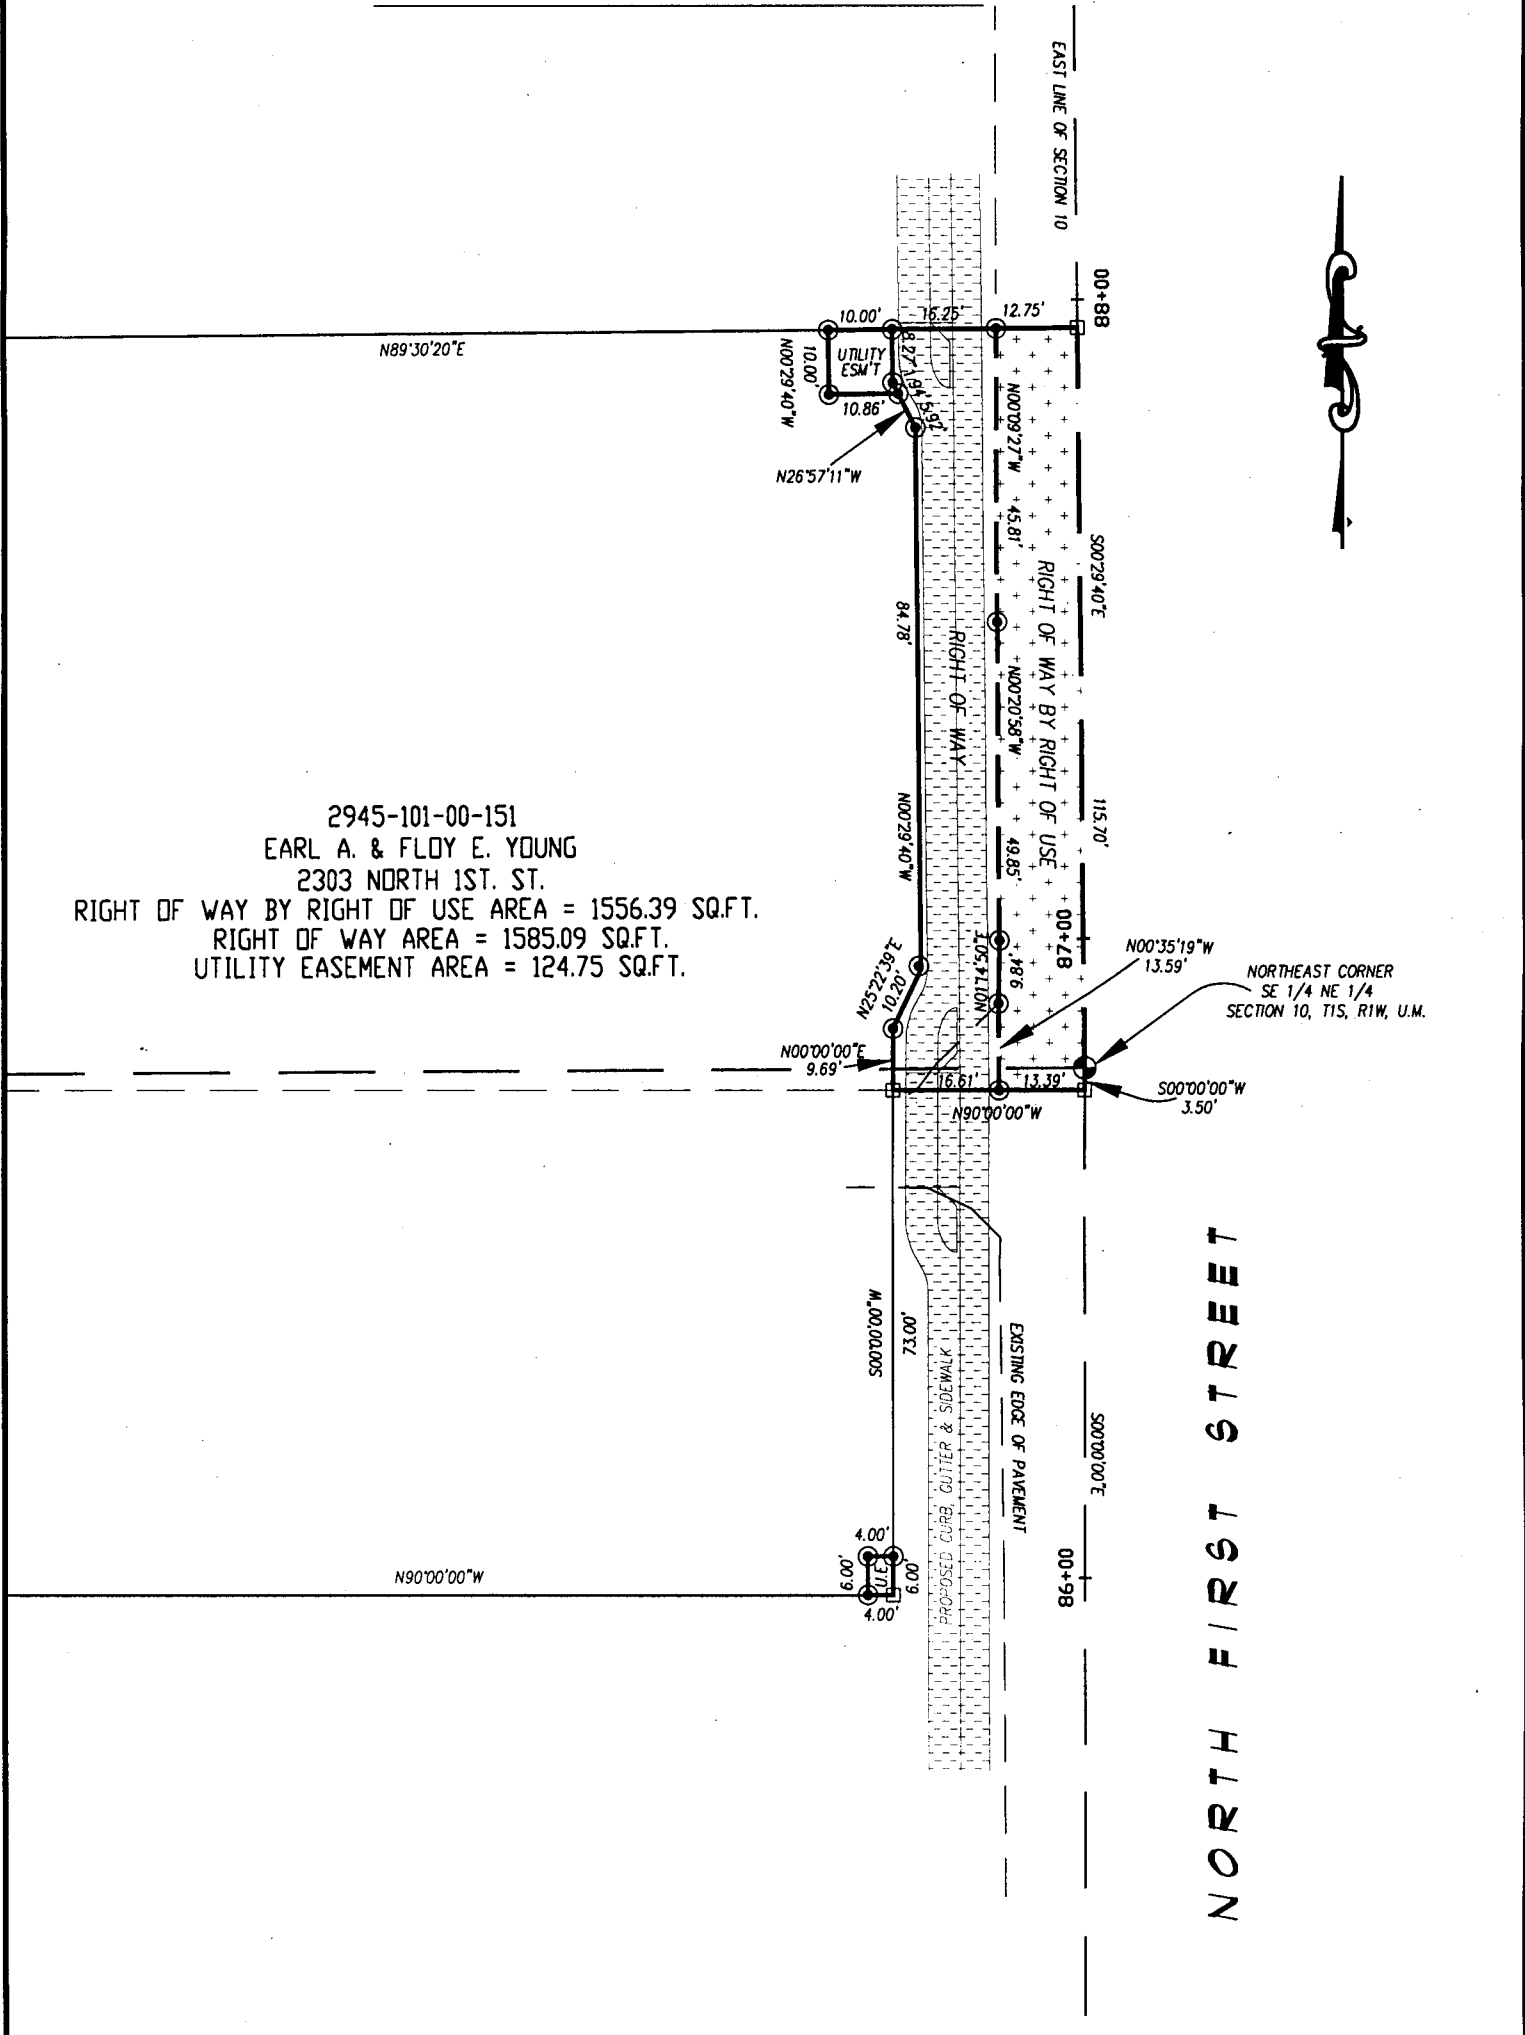 EAST LINE OF SECTION 10
88+00
10.00'
16.25'
12.75'
N89°30'20"E
N00°29'40"W
10.00'
UTILITY
ESM'T
8.27'
1.94'
5.97'
10.86'
N26°57'11"W
N00°09'27"W 45.81'
S00°29'40"E
RIGHT OF WAY BY RIGHT OF USE
84.78'
RIGHT OF WAY
N00°20'58"W 49.85'
115.70'
N00°29'40"W
2945-101-00-151
EARL A. & FLOY E. YOUNG
2303 NORTH 1ST. ST.
RIGHT OF WAY BY RIGHT OF USE AREA = 1556.39 SQ.FT.
RIGHT OF WAY AREA = 1585.09 SQ.FT.
UTILITY EASEMENT AREA = 124.75 SQ.FT.
87+00
9.84'
N00°35'19"W
13.59'
NORTHEAST CORNER
SE 1/4 NE 1/4
SECTION 10, T1S, R1W, U.M.
N25°22'39"E
10.20'
N00°00'00"E
9.69'
16.61'
13.39'
N90°00'00"W
S00°00'00"W
3.50'
S00°00'00"W
73.00'
EXISTING EDGE OF PAVEMENT
PROPOSED CURB, GUTTER & SIDEWALK
S00°00'00"E
NORTH FIRST STREET
4.00'
6.00'
U.E.
6.00'
4.00'
N90°00'00"W
86+00